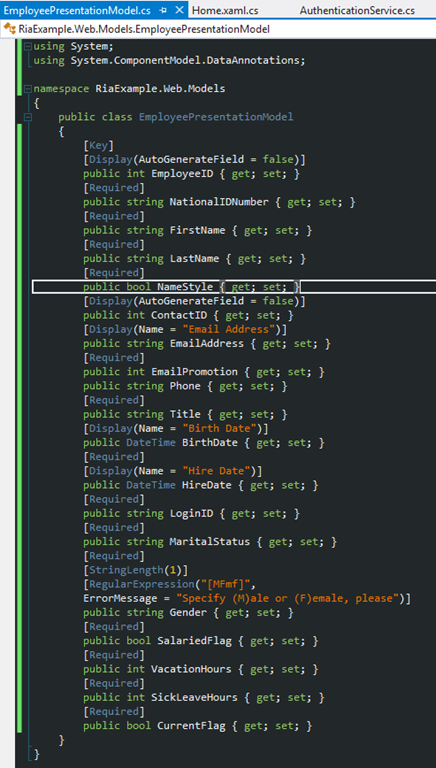 EmployeePresentationModel.cs Home.xaml.cs AuthenticationService.cs
RiaExample.Web.Models.EmployeePresentationModel
using System;
using System.ComponentModel.DataAnnotations;
namespace RiaExample.Web.Models
{
public class EmployeePresentationModel
{
[Key]
[Display(AutoGenerateField = false)]
public int EmployeeID { get; set; }
[Required]
public string NationalIDNumber { get; set; }
[Required]
public string FirstName { get; set; }
[Required]
public string LastName { get; set; }
[Required]
public bool NameStyle { get; set; }
[Display(AutoGenerateField = false)]
public int ContactID { get; set; }
[Display(Name = "Email Address")]
public string EmailAddress { get; set; }
[Required]
public int EmailPromotion { get; set; }
public string Phone { get; set; }
[Required]
public string Title { get; set; }
[Display(Name = "Birth Date")]
public DateTime BirthDate { get; set; }
[Required]
[Display(Name = "Hire Date")]
public DateTime HireDate { get; set; }
[Required]
public string LoginID { get; set; }
[Required]
public string MaritalStatus { get; set; }
[Required]
[StringLength(1)]
[RegularExpression("[MFmf]",
ErrorMessage = "Specify (M)ale or (F)emale, please")]
public string Gender { get; set; }
[Required]
public bool SalariedFlag { get; set; }
[Required]
public int VacationHours { get; set; }
[Required]
public int SickLeaveHours { get; set; }
[Required]
public bool CurrentFlag { get; set; }
}
}